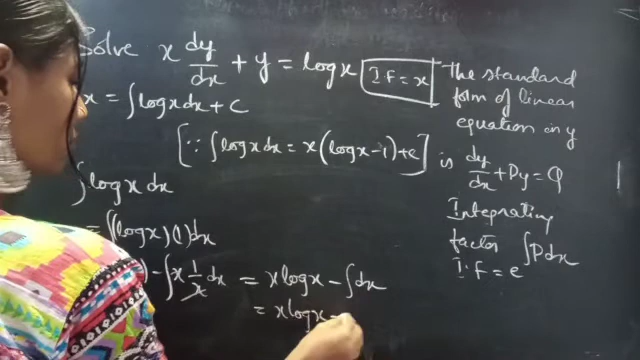 Solve x dy/dx + y = log x
I.F = x
x = ∫ log x dx + c
[∵ ∫ log x dx = x(log x - 1) + c]
∫ log x dx
= ∫(log x)(1) dx
) - ∫ x 1/x dx = x log x - ∫ dx
= x log x -
The standard
form of linear
equation in y
is dy/dx + Py = Q
Integrating
factor
I.F = e^∫Pdx